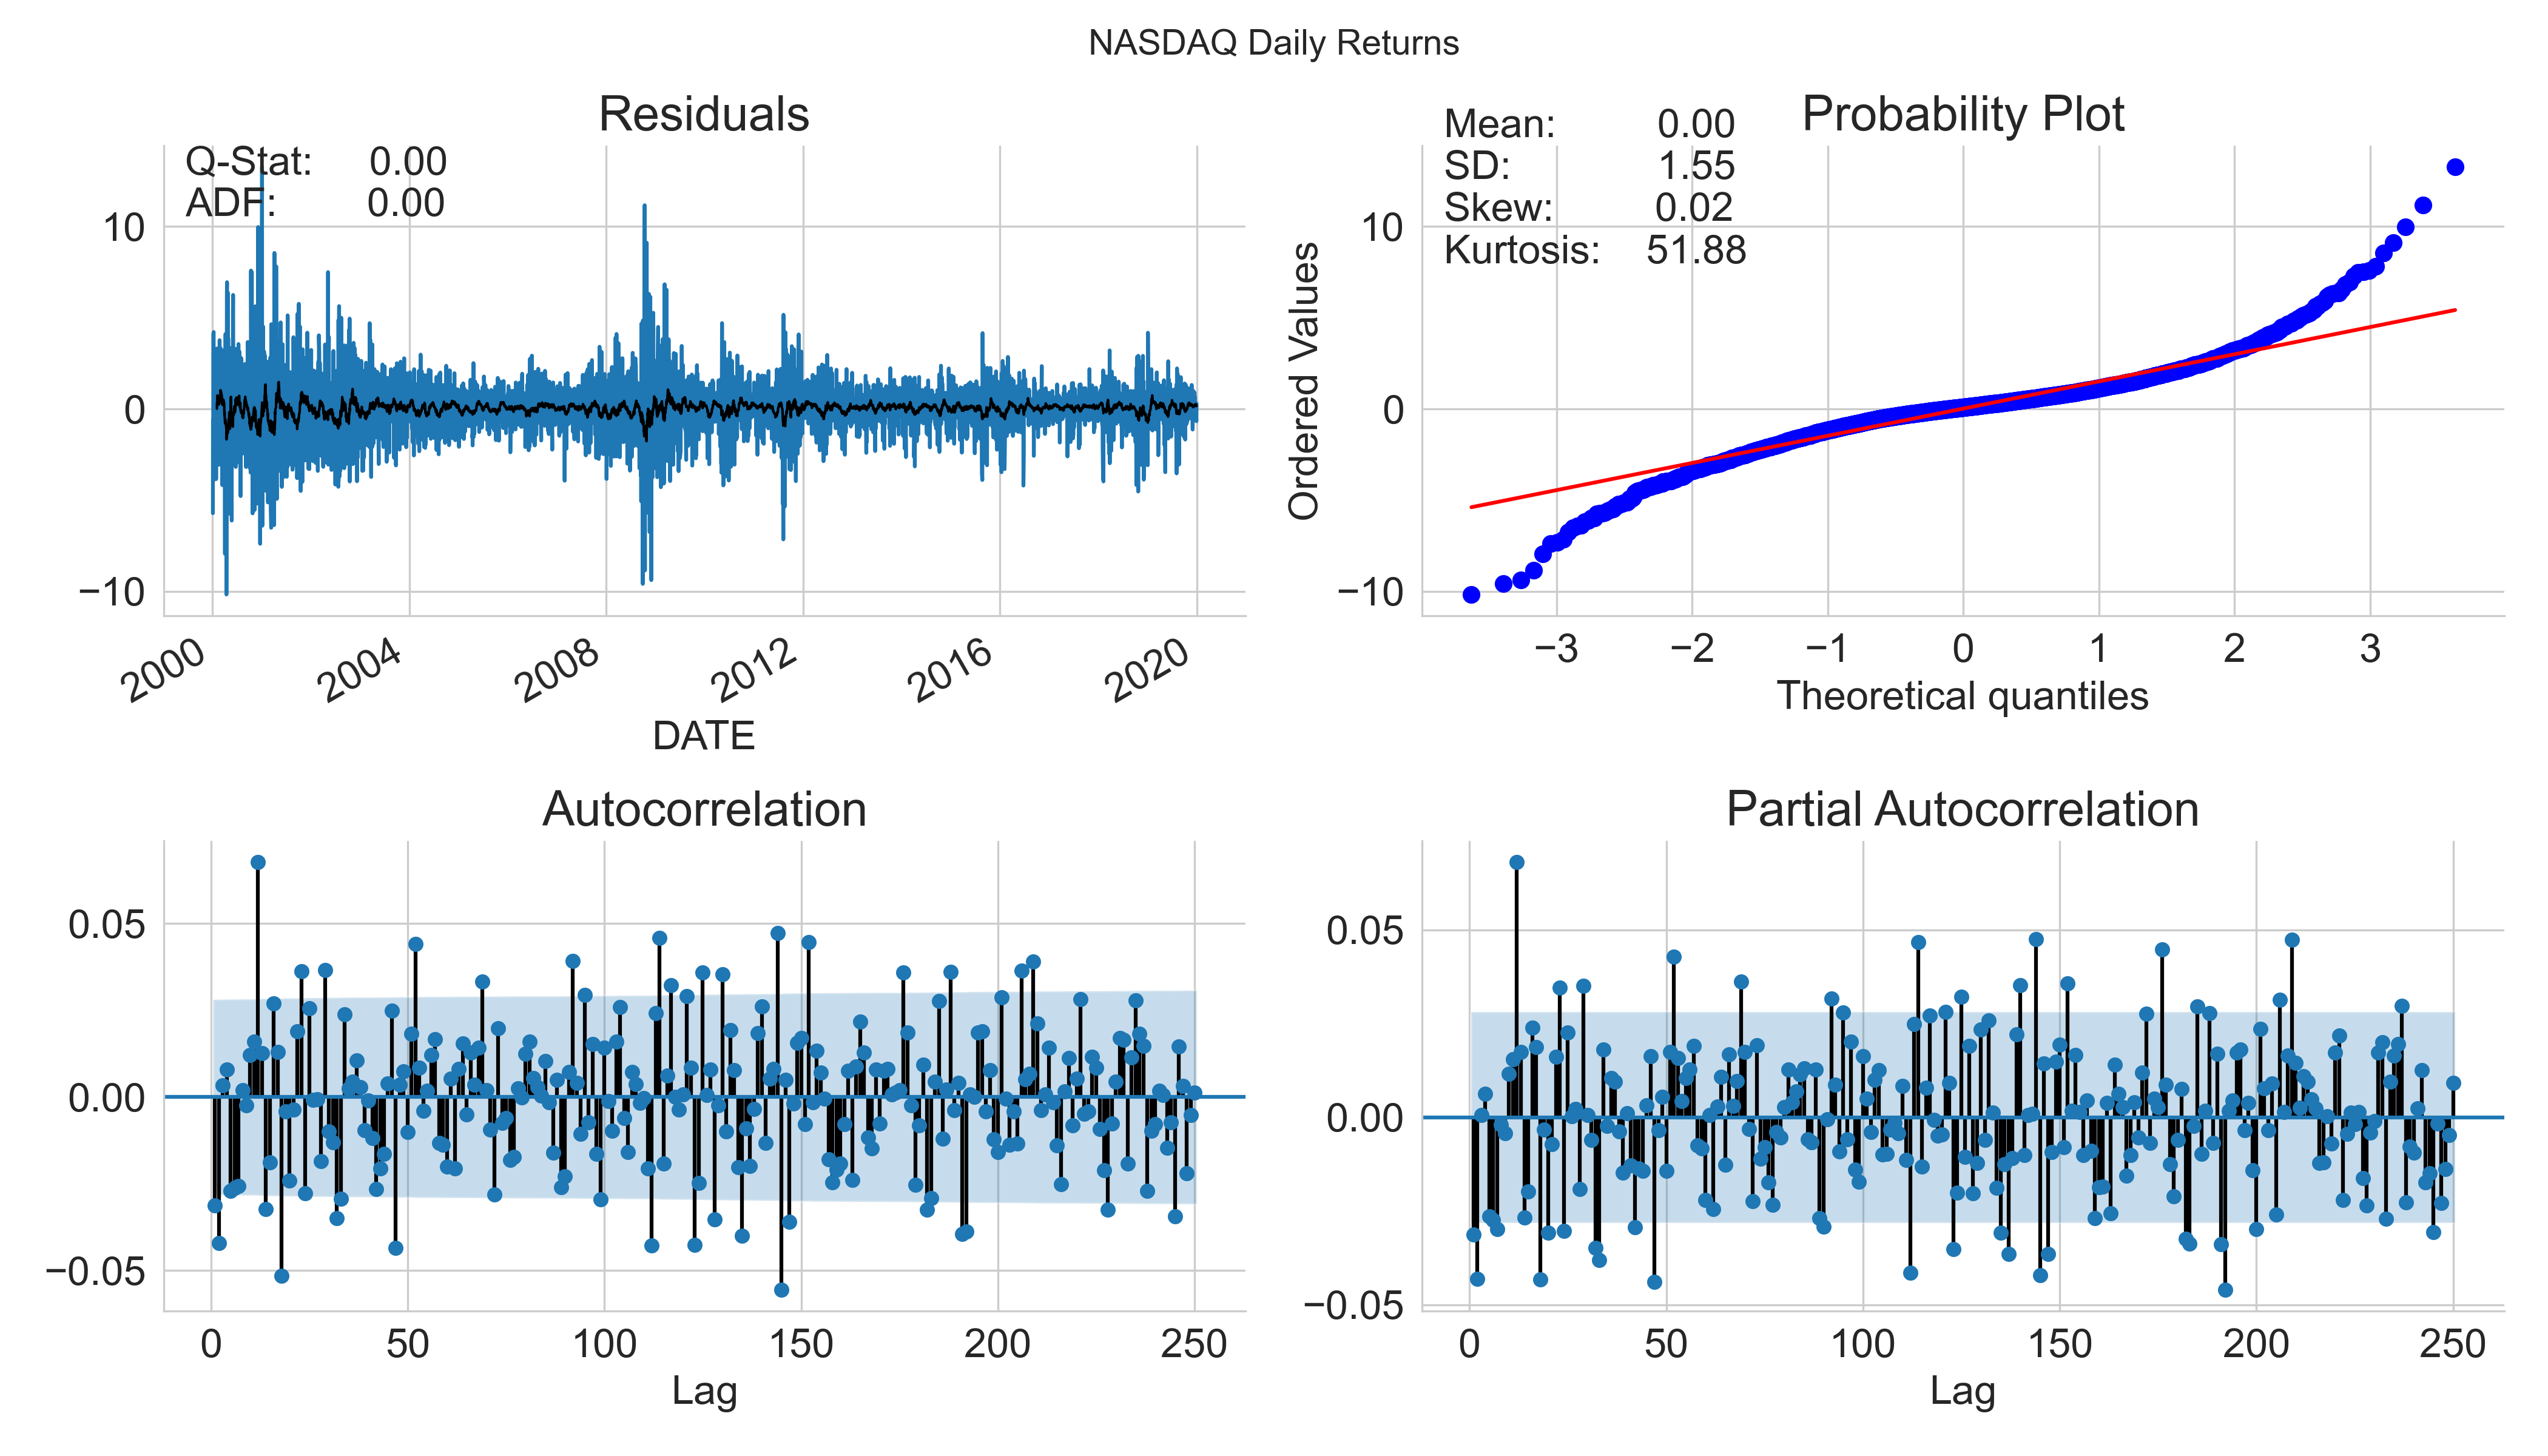 NASDAQ Daily Returns
Residuals
Q-Stat: 0.00
ADF: 0.00
10
0
−10
2000 2004 2008 2012 2016 2020
DATE
Probability Plot
Mean: 0.00
SD: 1.55
Skew: 0.02
Kurtosis: 51.88
Ordered Values
10
0
−10
−3 −2 −1 0 1 2 3
Theoretical quantiles
Autocorrelation
0.05
0.00
−0.05
0 50 100 150 200 250
Lag
Partial Autocorrelation
0.05
0.00
−0.05
0 50 100 150 200 250
Lag